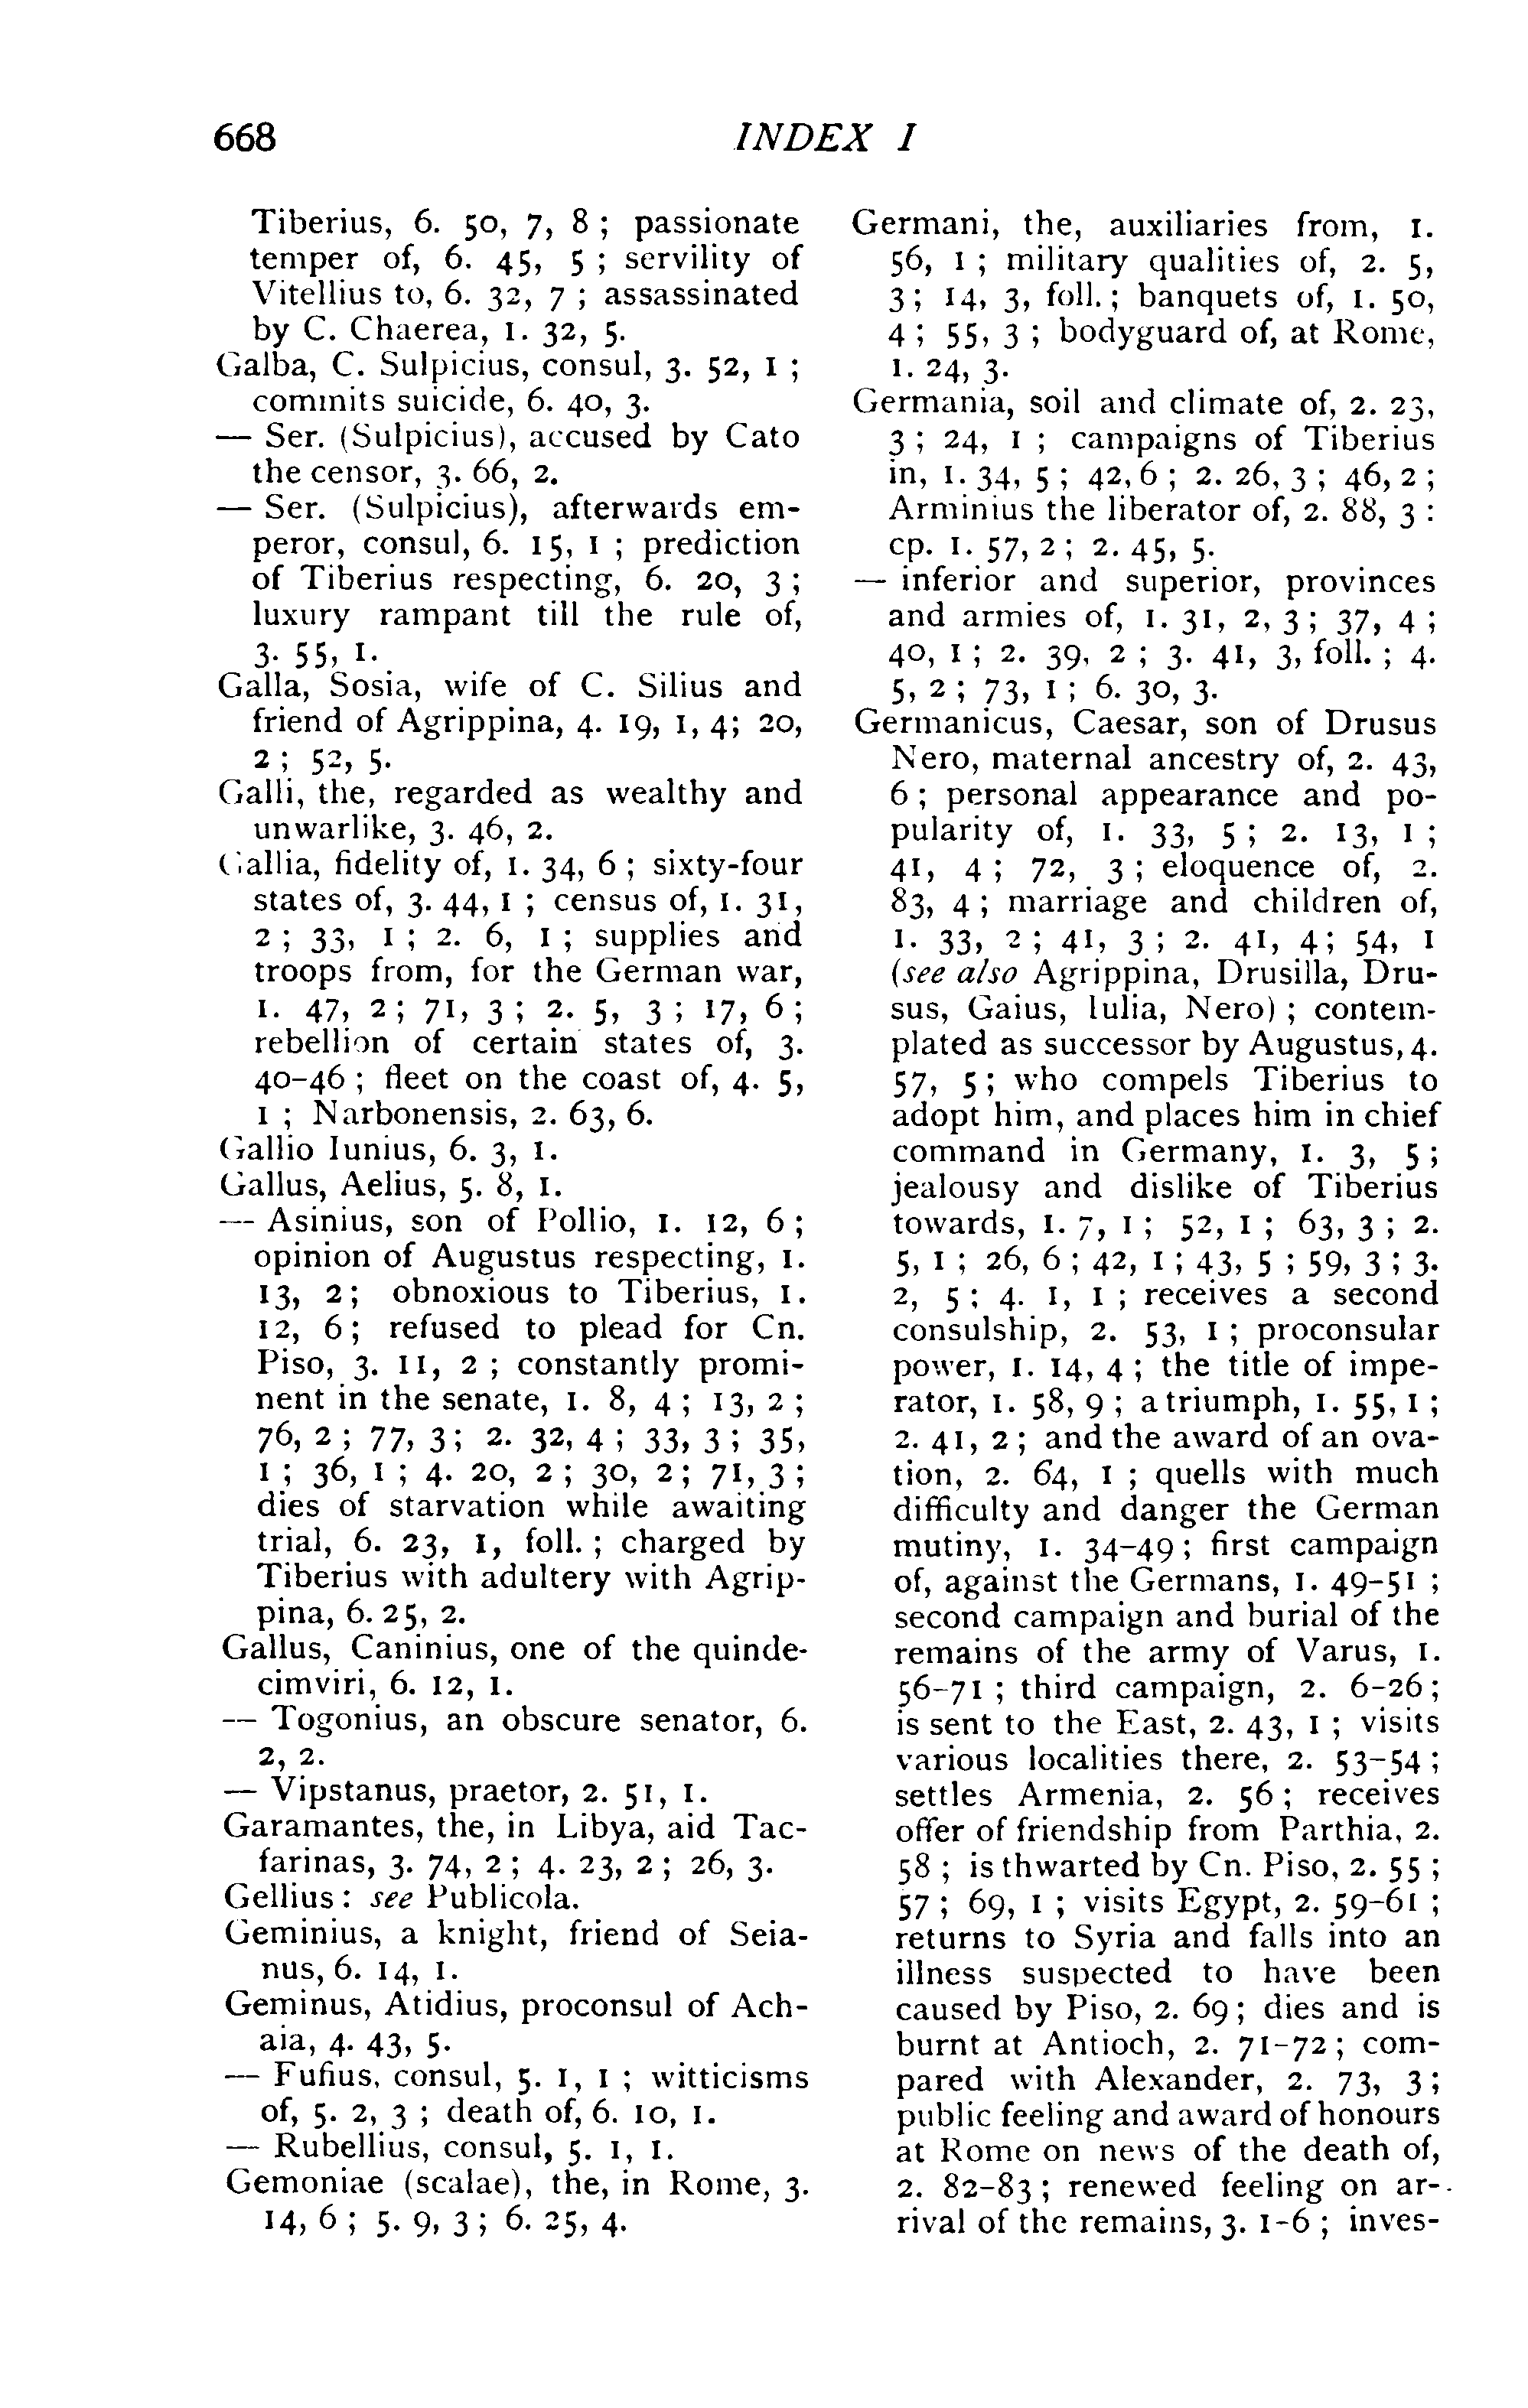 668
INDEX I
Tiberius, 6. 50, 7, 8 ; passionate
temper of, 6. 45, 5 ; servility of
Vitellius to, 6. 32, 7 ; assassinated
by C. Chaerea, 1. 32, 5.
Galba, C. Sulpicius, consul, 3. 52, 1 ;
commits suicide, 6. 40, 3.
— Ser. (Sulpicius), accused by Cato
the censor, 3. 66, 2.
— Ser. (Sulpicius), afterwards em-
peror, consul, 6. 15, 1 ; prediction
of Tiberius respecting, 6. 20, 3 ;
luxury rampant till the rule of,
3. 55, 1.
Galla, Sosia, wife of C. Silius and
friend of Agrippina, 4. 19, 1, 4; 20,
2 ; 52, 5.
Galli, the, regarded as wealthy and
unwarlike, 3. 46, 2.
Gallia, fidelity of, 1. 34, 6 ; sixty-four
states of, 3. 44, 1 ; census of, 1. 31,
2 ; 33, 1 ; 2. 6, 1 ; supplies and
troops from, for the German war,
1. 47, 2 ; 71, 3 ; 2. 5, 3 ; 17, 6 ;
rebellion of certain states of, 3.
40-46 ; fleet on the coast of, 4. 5,
1 ; Narbonensis, 2. 63, 6.
Gallio Iunius, 6. 3, 1.
Gallus, Aelius, 5. 8, 1.
— Asinius, son of Pollio, 1. 12, 6 ;
opinion of Augustus respecting, 1.
13, 2; obnoxious to Tiberius, 1.
12, 6; refused to plead for Cn.
Piso, 3. 11, 2 ; constantly promi-
nent in the senate, 1. 8, 4 ; 13, 2 ;
76, 2 ; 77, 3 ; 2. 32, 4 ; 33, 3 ; 35,
1 ; 36, 1 ; 4. 20, 2 ; 30, 2 ; 71, 3 ;
dies of starvation while awaiting
trial, 6. 23, 1, foll. ; charged by
Tiberius with adultery with Agrip-
pina, 6. 25, 2.
Gallus, Caninius, one of the quinde-
cimviri, 6. 12, 1.
— Togonius, an obscure senator, 6.
2, 2.
— Vipstanus, praetor, 2. 51, 1.
Garamantes, the, in Libya, aid Tac-
farinas, 3. 74, 2 ; 4. 23, 2 ; 26, 3.
Gellius : see Publicola.
Geminius, a knight, friend of Seia-
nus, 6. 14, 1.
Geminus, Atidius, proconsul of Ach-
aia, 4. 43, 5.
— Fufius, consul, 5. 1, 1 ; witticisms
of, 5. 2, 3 ; death of, 6. 10, 1.
— Rubellius, consul, 5. 1, 1.
Gemoniae (scalae), the, in Rome, 3.
14, 6 ; 5. 9, 3 ; 6. 25, 4.
Germani, the, auxiliaries from, 1.
56, 1 ; military qualities of, 2. 5,
3 ; 14, 3, foll. ; banquets of, 1. 50,
4 ; 55, 3 ; bodyguard of, at Rome,
1. 24, 3.
Germania, soil and climate of, 2. 23,
3 ; 24, 1 ; campaigns of Tiberius
in, 1. 34, 5 ; 42, 6 ; 2. 26, 3 ; 46, 2 ;
Arminius the liberator of, 2. 88, 3 :
cp. 1. 57, 2 ; 2. 45, 5.
— inferior and superior, provinces
and armies of, 1. 31, 2, 3 ; 37, 4 ;
40, 1 ; 2. 39, 2 ; 3. 41, 3, foll. ; 4.
5, 2 ; 73, 1 ; 6. 30, 3.
Germanicus, Caesar, son of Drusus
Nero, maternal ancestry of, 2. 43,
6 ; personal appearance and po-
pularity of, 1. 33, 5 ; 2. 13, 1 ;
41, 4 ; 72, 3 ; eloquence of, 2.
83, 4 ; marriage and children of,
1. 33, 2 ; 41, 3 ; 2. 41, 4 ; 54, 1
(see also Agrippina, Drusilla, Dru-
sus, Gaius, Iulia, Nero) ; contem-
plated as successor by Augustus, 4.
57, 5 ; who compels Tiberius to
adopt him, and places him in chief
command in Germany, 1. 3, 5 ;
jealousy and dislike of Tiberius
towards, 1. 7, 1 ; 52, 1 ; 63, 3 ; 2.
5, 1 ; 26, 6 ; 42, 1 ; 43, 5 ; 59, 3 ; 3.
2, 5 ; 4. 1, 1 ; receives a second
consulship, 2. 53, 1 ; proconsular
power, 1. 14, 4 ; the title of impe-
rator, 1. 58, 9 ; a triumph, 1. 55, 1 ;
2. 41, 2 ; and the award of an ova-
tion, 2. 64, 1 ; quells with much
difficulty and danger the German
mutiny, 1. 34-49 ; first campaign
of, against the Germans, 1. 49-51 ;
second campaign and burial of the
remains of the army of Varus, 1.
56-71 ; third campaign, 2. 6-26 ;
is sent to the East, 2. 43, 1 ; visits
various localities there, 2. 53-54 ;
settles Armenia, 2. 56 ; receives
offer of friendship from Parthia, 2.
58 ; is thwarted by Cn. Piso, 2. 55 ;
57 ; 69, 1 ; visits Egypt, 2. 59-61 ;
returns to Syria and falls into an
illness suspected to have been
caused by Piso, 2. 69 ; dies and is
burnt at Antioch, 2. 71-72 ; com-
pared with Alexander, 2. 73, 3 ;
public feeling and award of honours
at Rome on news of the death of,
2. 82-83 ; renewed feeling on ar-
rival of the remains, 3. 1-6 ; inves-